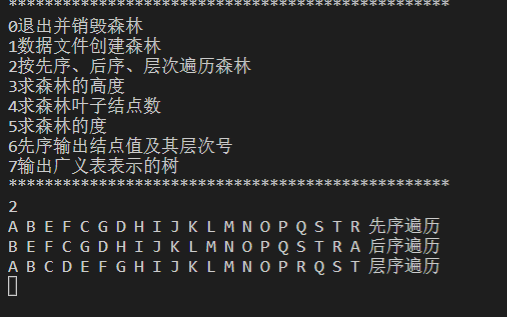 *************************************************
0退出并销毁森林
1数据文件创建森林
2按先序、后序、层次遍历森林
3求森林的高度
4求森林叶子结点数
5求森林的度
6先序输出结点值及其层次号
7输出广义表表示的树
*************************************************
2
A B E F C G D H I J K L M N O P Q S T R 先序遍历
B E F C G D H I J K L M N O P Q S T R A 后序遍历
A B C D E F G H I J K L M N O P R Q S T 层序遍历